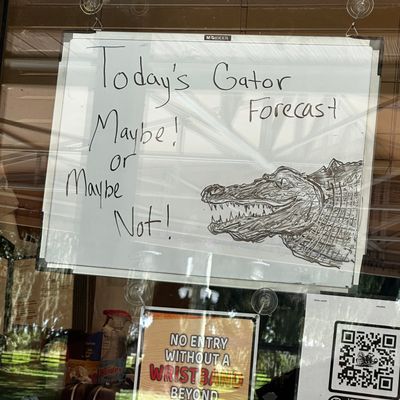 Today's Gator
Forecast
Maybe!
or
Maybe
Not!
NO ENTRY
WITHOUT A
WRISTBAND
BEYOND